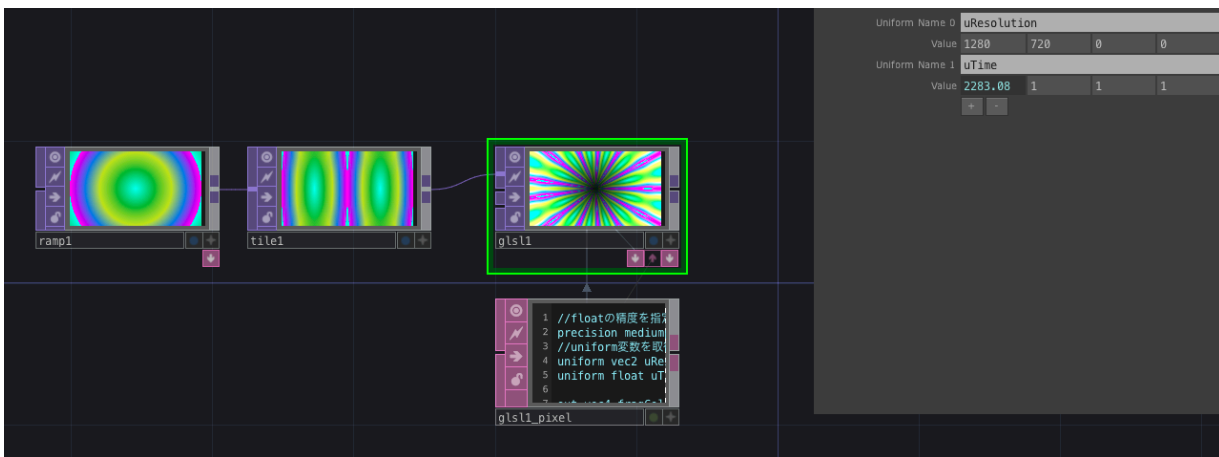 Uniform Name 0 uResolution
Value 1280 720 0 0
Uniform Name 1 uTime
Value 2283.08 1 1 1
+ -
ramp1
tile1
glsl1
1 //floatの精度を指定
2 precision medium
3 //uniform変数を取
4 uniform vec2 uRe
5 uniform float uT
6
7
glsl1_pixel